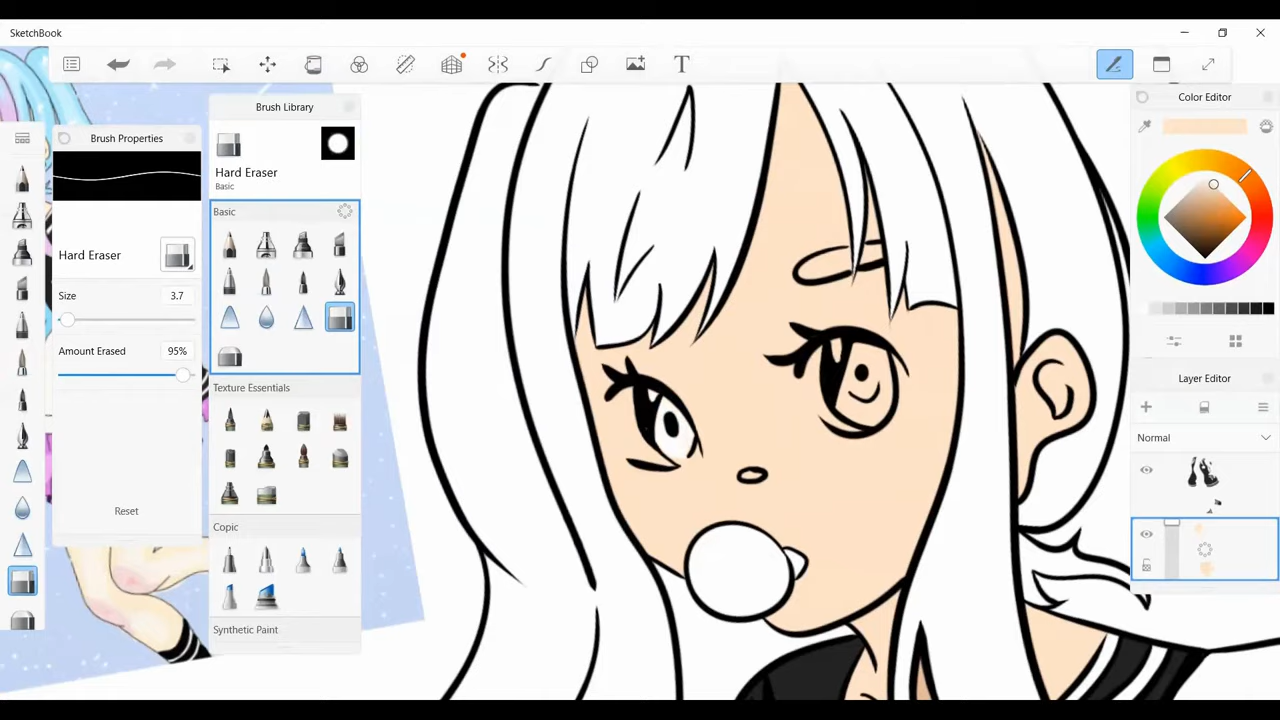 SketchBook
T
Brush Library
Color Editor
Brush Properties
Hard Eraser
Basic
Basic
Hard Eraser
Size 3.7
Amount Erased 95%
Reset
Texture Essentials
Copic
Synthetic Paint
Layer Editor
Normal